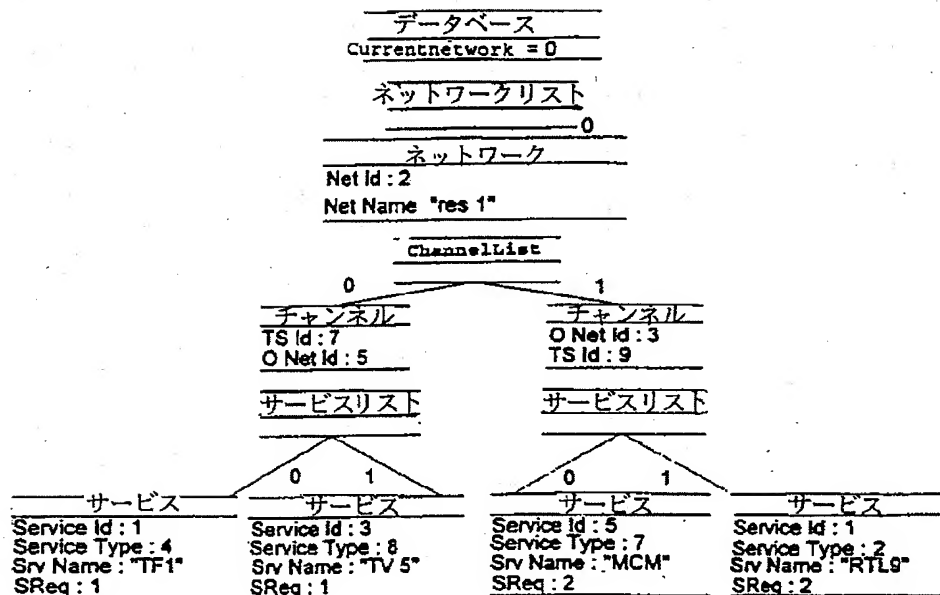 データベース
Currentnetwork = 0
ネットワークリスト
0
ネットワーク
Net Id : 2
Net Name "res 1"
ChannelList
0 1
チャンネル チャンネル
TS Id : 7 O Net Id : 3
O Net Id : 5 TS Id : 9
サービスリスト サービスリスト
0 1 0 1
サービス サービス サービス サービス
Service Id : 1 Service Id : 3 Service Id : 5 Service Id : 1
Service Type : 4 Service Type : 8 Service Type : 7 Service Type : 2
Srv Name : "TF1" Srv Name : "TV 5" Srv Name : "MCM" Srv Name : "RTL9"
SReq : 1 SReq : 1 SReq : 2 SReq : 2